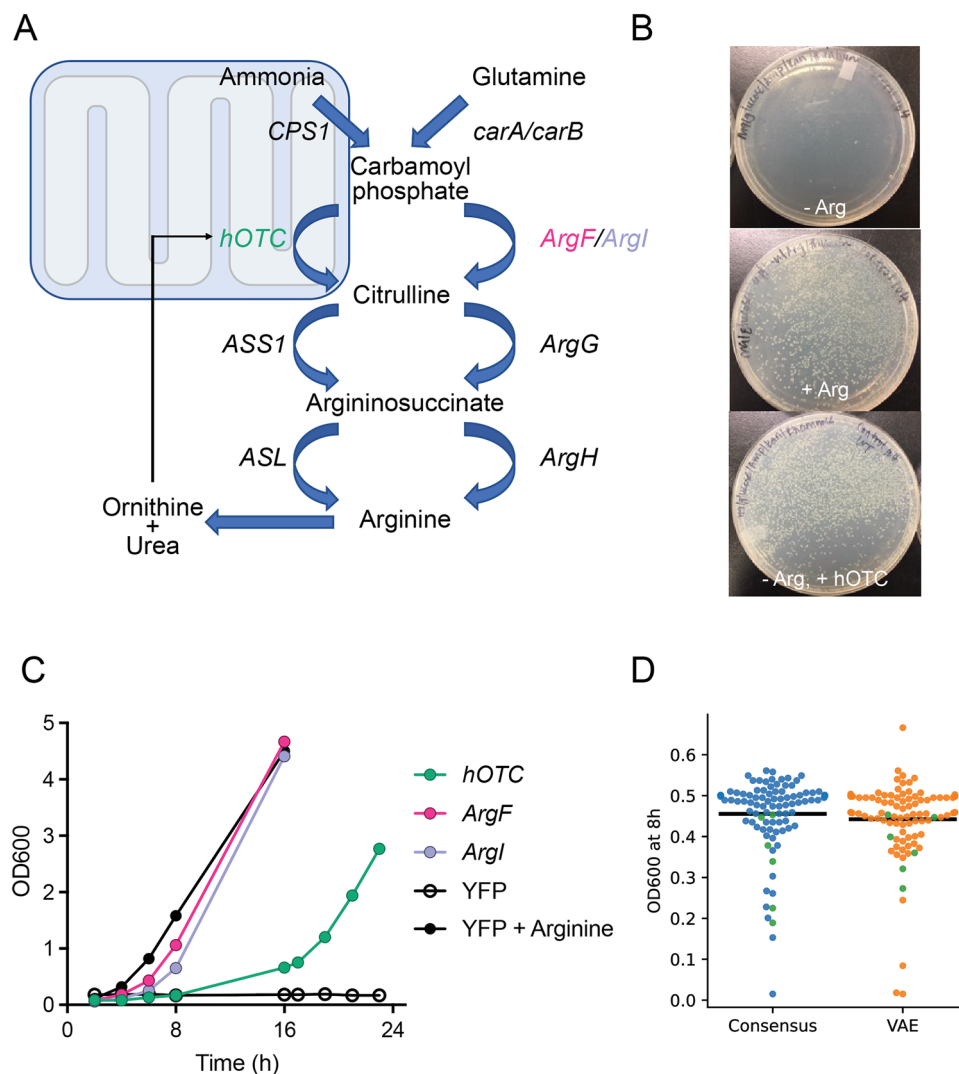 A
Ammonia
Glutamine
CPS1
carA/carB
Carbamoyl
phosphate
hOTC
ArgF/ArgI
Citrulline
ASS1
ArgG
Argininosuccinate
ASL
ArgH
Ornithine
+
Urea
Arginine
B
- Arg
+ Arg
- Arg, + hOTC
C
5
4
3
2
1
0
OD600
0
8
16
24
Time (h)
hOTC
ArgF
ArgI
YFP
YFP + Arginine
D
0.6
0.5
0.4
0.3
0.2
0.1
0.0
OD600 at 8h
Consensus
VAE